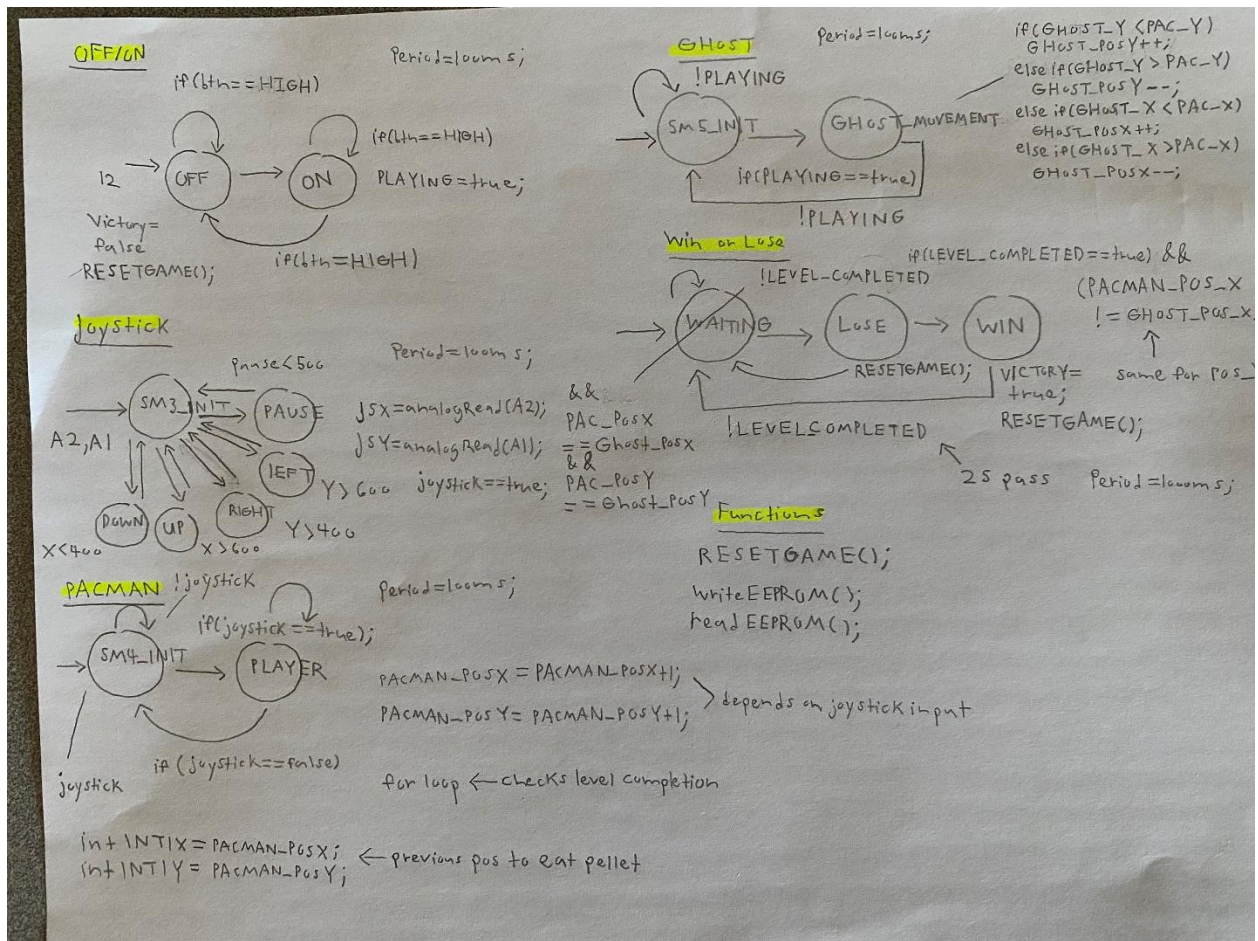 OFF/ON
Period=100ms;
if(btn==HIGH)
if(btn==HIGH)
12
OFF
ON
PLAYING=true;
Victory=
false
RESETGAME();
if(btn=HIGH)
Joystick
Period=100ms;
pause<500
SM3_INIT
PAUSE
A2,A1
jSX=analogRead(A2);
jSY=analogRead(A1);
LEFT
Y>600
joystick==true;
DOWN
UP
RIGHT
Y>400
X<400
X>600
PACMAN
!joystick
Period=100ms;
if(joystick==true);
SM4_INIT
PLAYER
PACMAN_POSX=PACMAN_POSX+1;
PACMAN_POSY=PACMAN_POSY+1;
depends on joystick input
if (joystick==false)
joystick
for loop ← checks level completion
int INTIX=PACMAN_POSX;
int INTIY=PACMAN_POSY;
← previous pos to eat pellet
GHOST
Period=100ms;
!PLAYING
SM5_INIT
GHOST_MOVEMENT
if(PLAYING==true)
!PLAYING
if(GHOST_Y<PAC_Y)
GHOST_POSY++;
else if(GHOST_Y>PAC_Y)
GHOST_POSY--;
else if(GHOST_X<PAC_X)
GHOST_POSX++;
else if(GHOST_X>PAC_X)
GHOST_POSX--;
Win or Lose
if(LEVEL_COMPLETED==true) &&
!LEVEL_COMPLETED
(PACMAN_POS_X
!= GHOST_POS_X
same for POS_Y
WAITING
LOSE
WIN
RESETGAME();
VICTORY=
true;
RESETGAME();
&&
PAC_POSX
==Ghost_POSX
&&
PAC_POSY
==Ghost_POSY
!LEVELCOMPLETED
2S pass
Period=1000ms;
Functions
RESETGAME();
writeEEPROM();
readEEPROM();